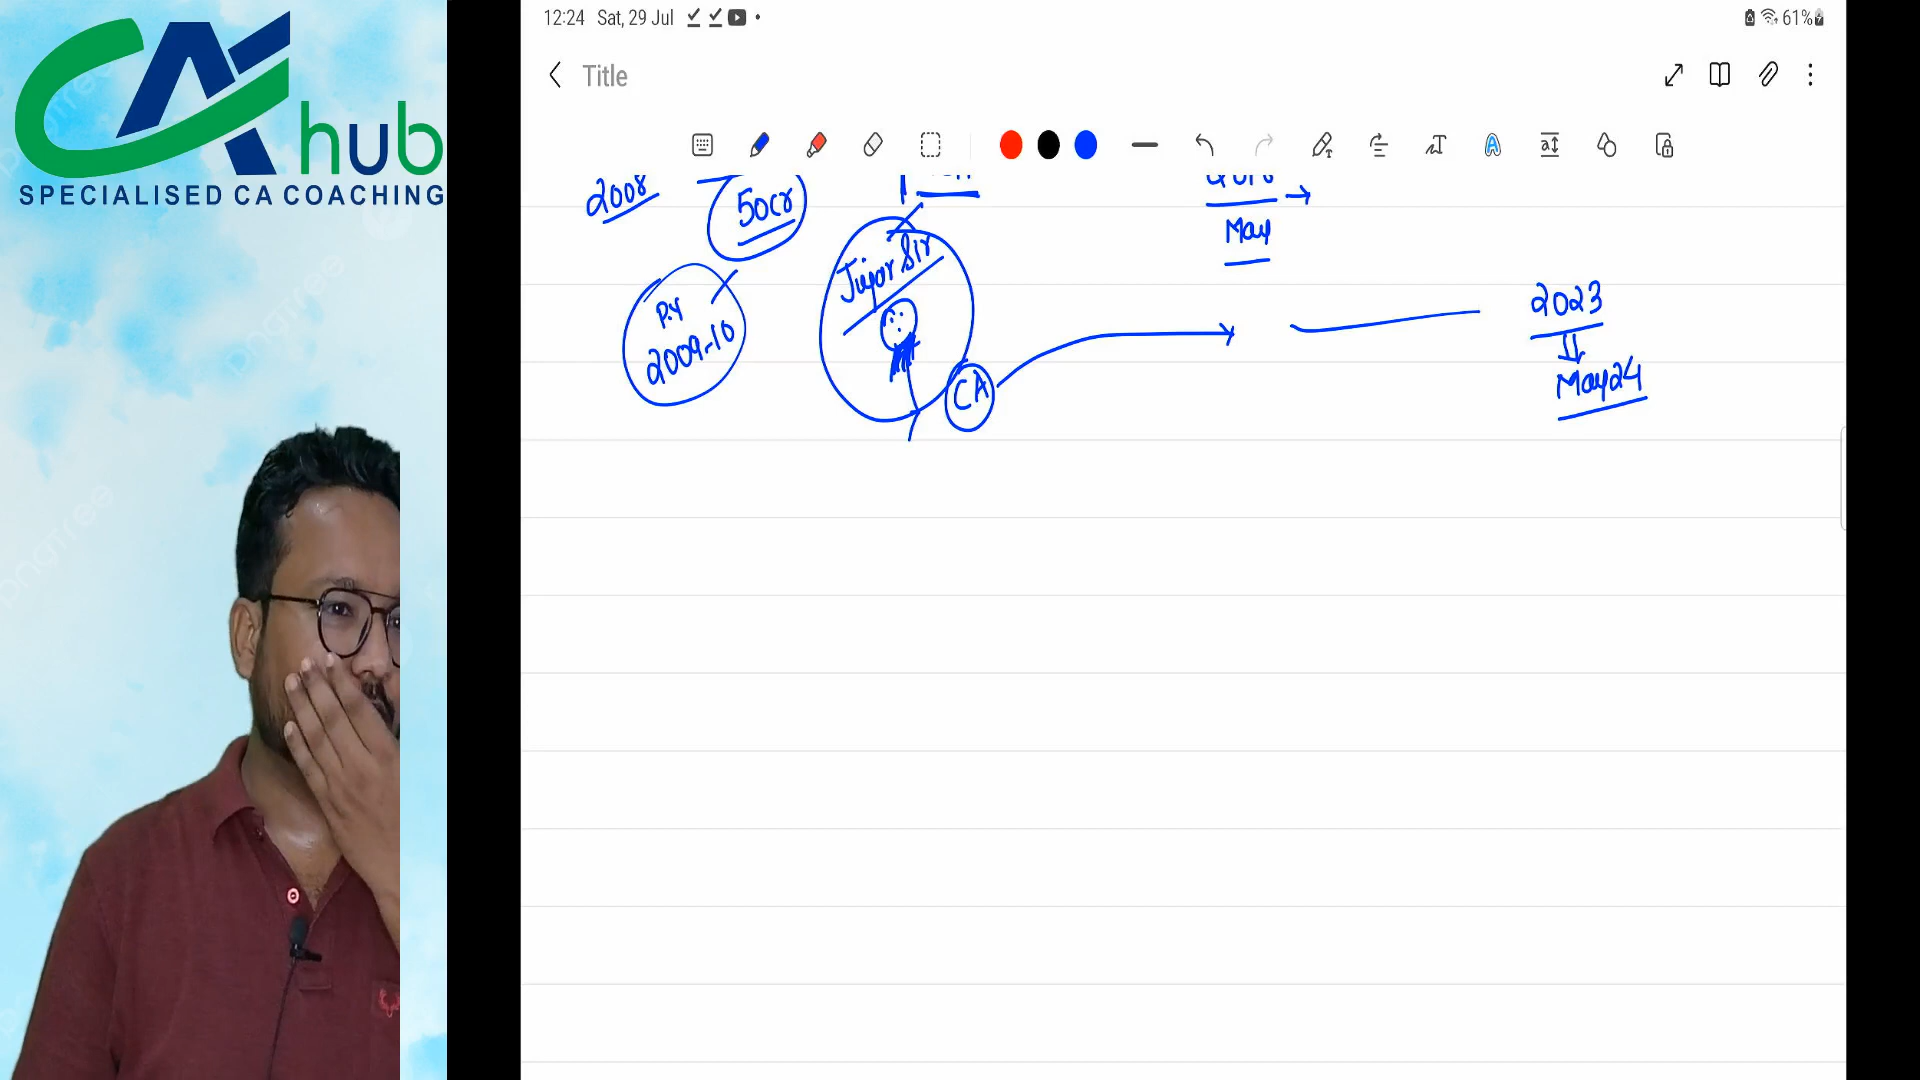 CA hub
SPECIALISED CA COACHING
12:24 Sat, 29 Jul
61%
Title
2008
50cr
May
Jigar Sir
P.Y
2009-10
CA
2023
May24